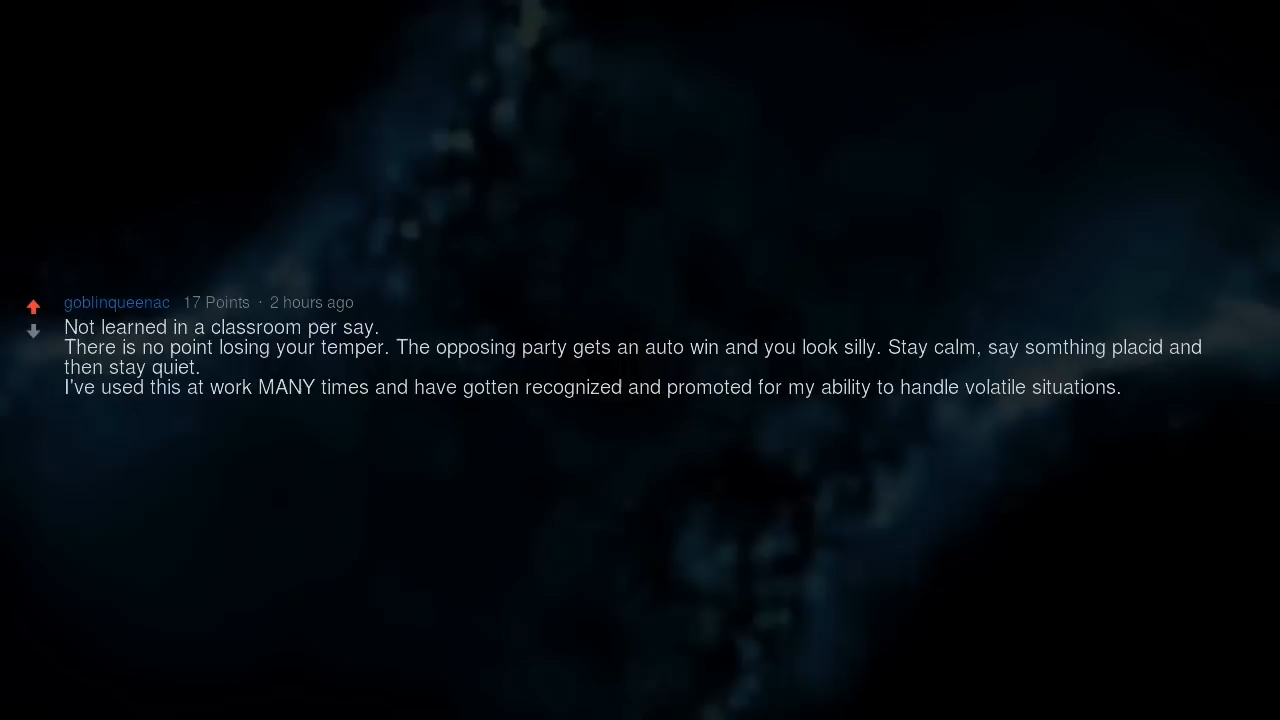 goblinqueenac 17 Points · 2 hours ago
Not learned in a classroom per say.
There is no point losing your temper. The opposing party gets an auto win and you look silly. Stay calm, say somthing placid and
then stay quiet.
I've used this at work MANY times and have gotten recognized and promoted for my ability to handle volatile situations.